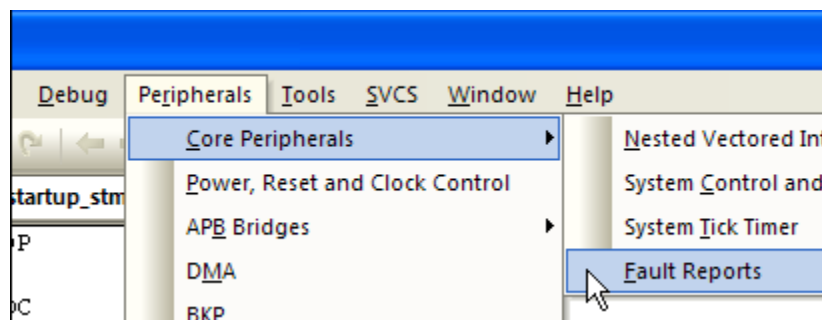 Debug Peripherals Tools SVCS Window Help
Core Peripherals
Nested Vectored Int
startup_stm
Power, Reset and Clock Control
System Control and
APB Bridges
System Tick Timer
DMA
Fault Reports
BKP